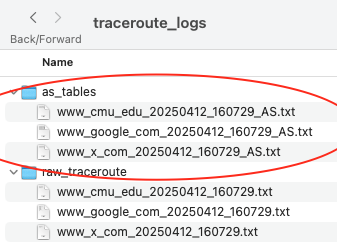 traceroute_logs
Back/Forward
Name
as_tables
www_cmu_edu_20250412_160729_AS.txt
www_google_com_20250412_160729_AS.txt
www_x_com_20250412_160729_AS.txt
raw_traceroute
www_cmu_edu_20250412_160729.txt
www_google_com_20250412_160729.txt
www_x_com_20250412_160729.txt